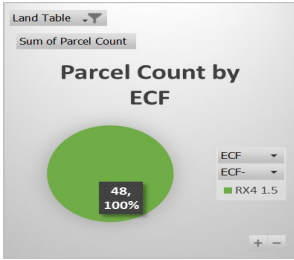 Land Table
Sum of Parcel Count
Parcel Count by
ECF
ECF
ECF-
RX4 1.5
48,
100%
+ -